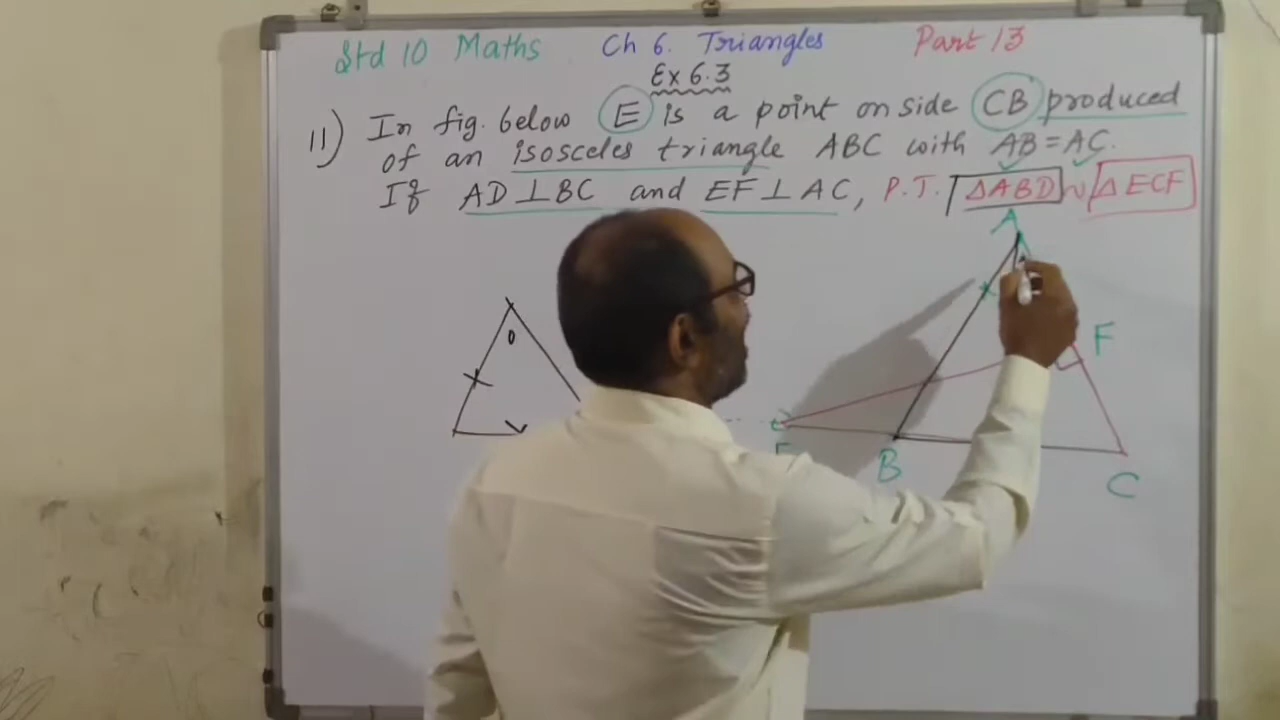 Std 10 Maths Ch 6. Triangles Part 13
Ex 6.3
11) In fig. below E is a point on side CB produced
of an isosceles triangle ABC with AB = AC.
If AD ⊥ BC and EF ⊥ AC, P.T. ΔABD ~ ΔECF
A
F
B
C